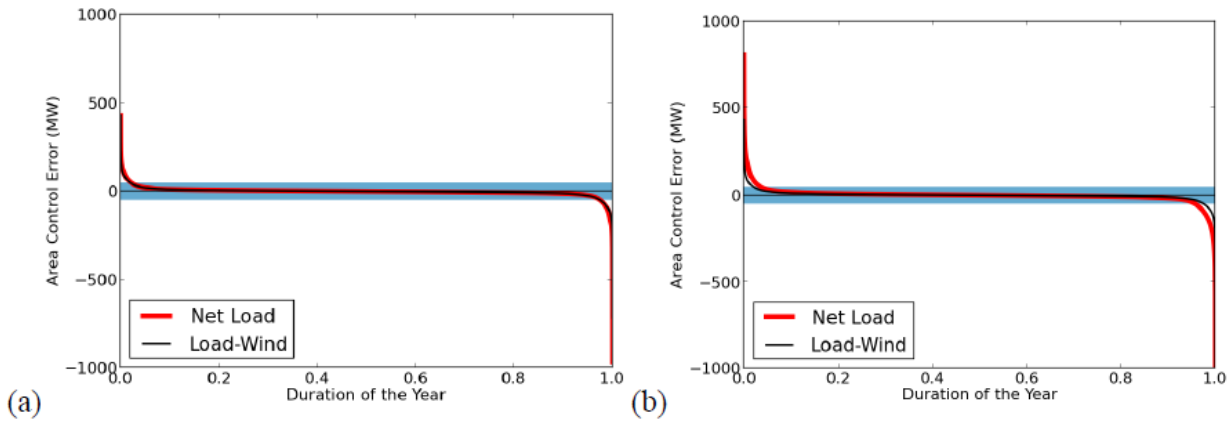 1000
500
0
−500
−1000
Area Control Error (MW)
Net Load
Load-Wind
0.0 0.2 0.4 0.6 0.8 1.0
Duration of the Year
(a)
1000
500
0
−500
−1000
Area Control Error (MW)
Net Load
Load-Wind
0.0 0.2 0.4 0.6 0.8 1.0
Duration of the Year
(b)